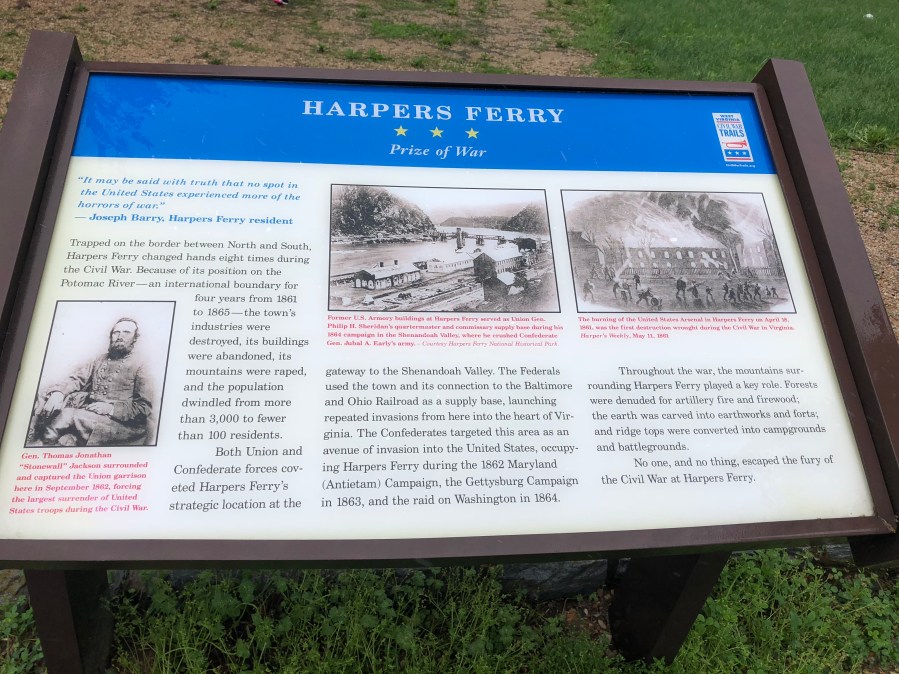 HARPERS FERRY
Prize of War
WEST
VIRGINIA
CIVIL WAR
TRAILS
"It may be said with truth that no spot in
the United States experienced more of the
horrors of war."
— Joseph Barry, Harpers Ferry resident
Trapped on the border between North and South,
Harpers Ferry changed hands eight times during
the Civil War. Because of its position on the
Potomac River — an international boundary for
four years from 1861
to 1865 — the town's
industries were
destroyed, its buildings
were abandoned, its
mountains were raped,
and the population
dwindled from more
than 3,000 to fewer
than 100 residents.
Both Union and
Confederate forces cov-
eted Harpers Ferry's
strategic location at the
Gen. Thomas Jonathan
"Stonewall" Jackson surrounded
and captured the Union garrison
here in September 1862, forcing
the largest surrender of United
States troops during the Civil War.
Former U.S. Armory buildings at Harpers Ferry served as Union Gen.
Philip H. Sheridan's quartermaster and commissary supply base during his
1864 campaign in the Shenandoah Valley, where he crushed Confederate
Gen. Jubal A. Early's army. – Courtesy Harpers Ferry National Historical Park
gateway to the Shenandoah Valley. The Federals
used the town and its connection to the Baltimore
and Ohio Railroad as a supply base, launching
repeated invasions from here into the heart of Vir-
ginia. The Confederates targeted this area as an
avenue of invasion into the United States, occupy-
ing Harpers Ferry during the 1862 Maryland
(Antietam) Campaign, the Gettysburg Campaign
in 1863, and the raid on Washington in 1864.
The burning of the United States Arsenal in Harpers Ferry on April 18,
1861, was the first destruction wrought during the Civil War in Virginia.
Harper's Weekly, May 11, 1861
Throughout the war, the mountains sur-
rounding Harpers Ferry played a key role. Forests
were denuded for artillery fire and firewood;
the earth was carved into earthworks and forts;
and ridge tops were converted into campgrounds
and battlegrounds.
No one, and no thing, escaped the fury of
the Civil War at Harpers Ferry.